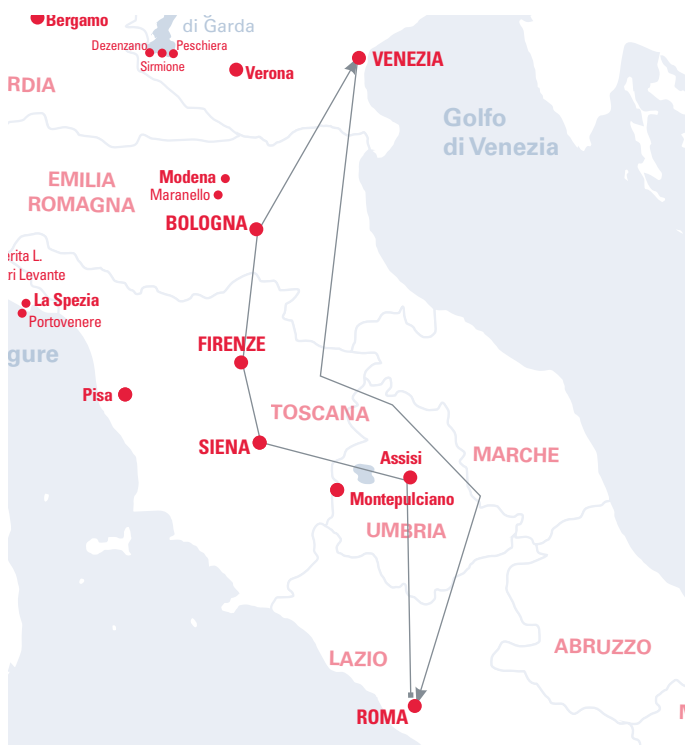 Bergamo
di Garda
Dezenzano
Peschiera
Sirmione
Verona
VENEZIA
RDIA
Golfo
di Venezia
EMILIA
ROMAGNA
Modena
Maranello
BOLOGNA
erita L.
ri Levante
La Spezia
Portovenere
FIRENZE
gure
Pisa
TOSCANA
SIENA
MARCHE
Assisi
Montepulciano
UMBRIA
LAZIO
ABRUZZO
ROMA